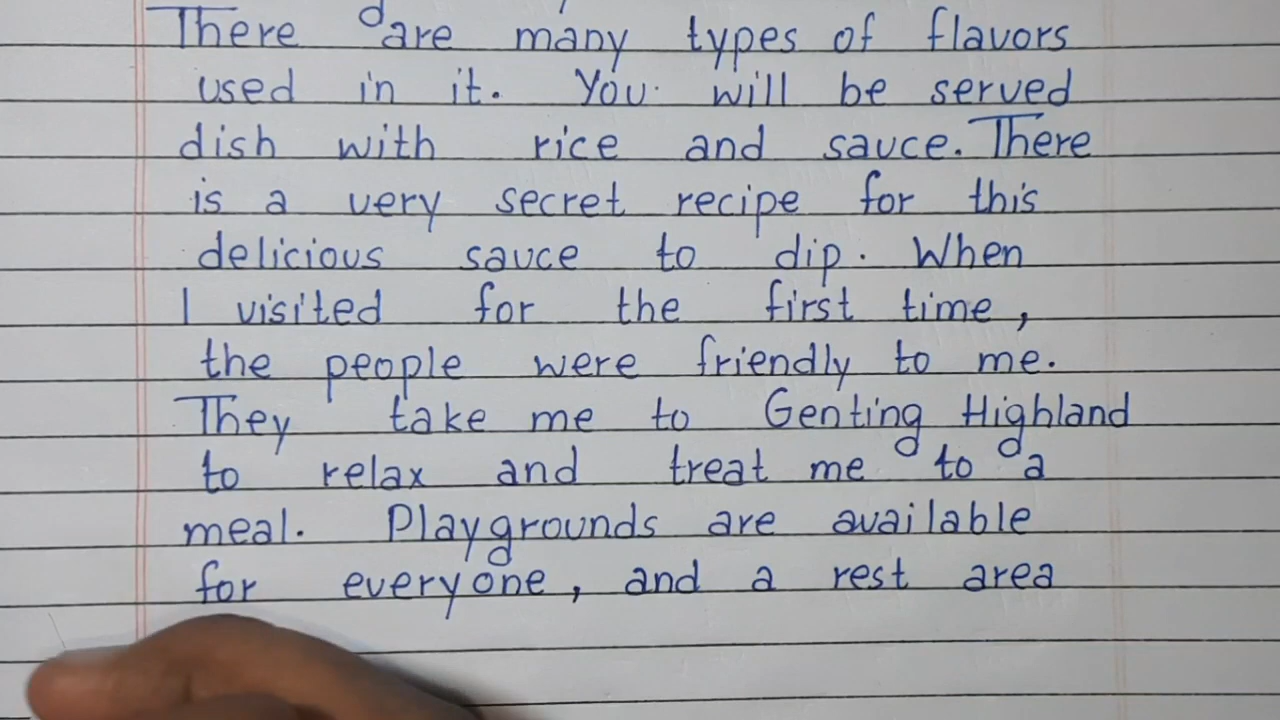 There are many types of flavors
used in it. You will be served
dish with rice and sauce. There
is a very secret recipe for this
delicious sauce to dip. When
I visited for the first time,
the people were friendly to me.
They take me to Genting Highland
to relax and treat me to a
meal. Playgrounds are available
for everyone, and a rest area